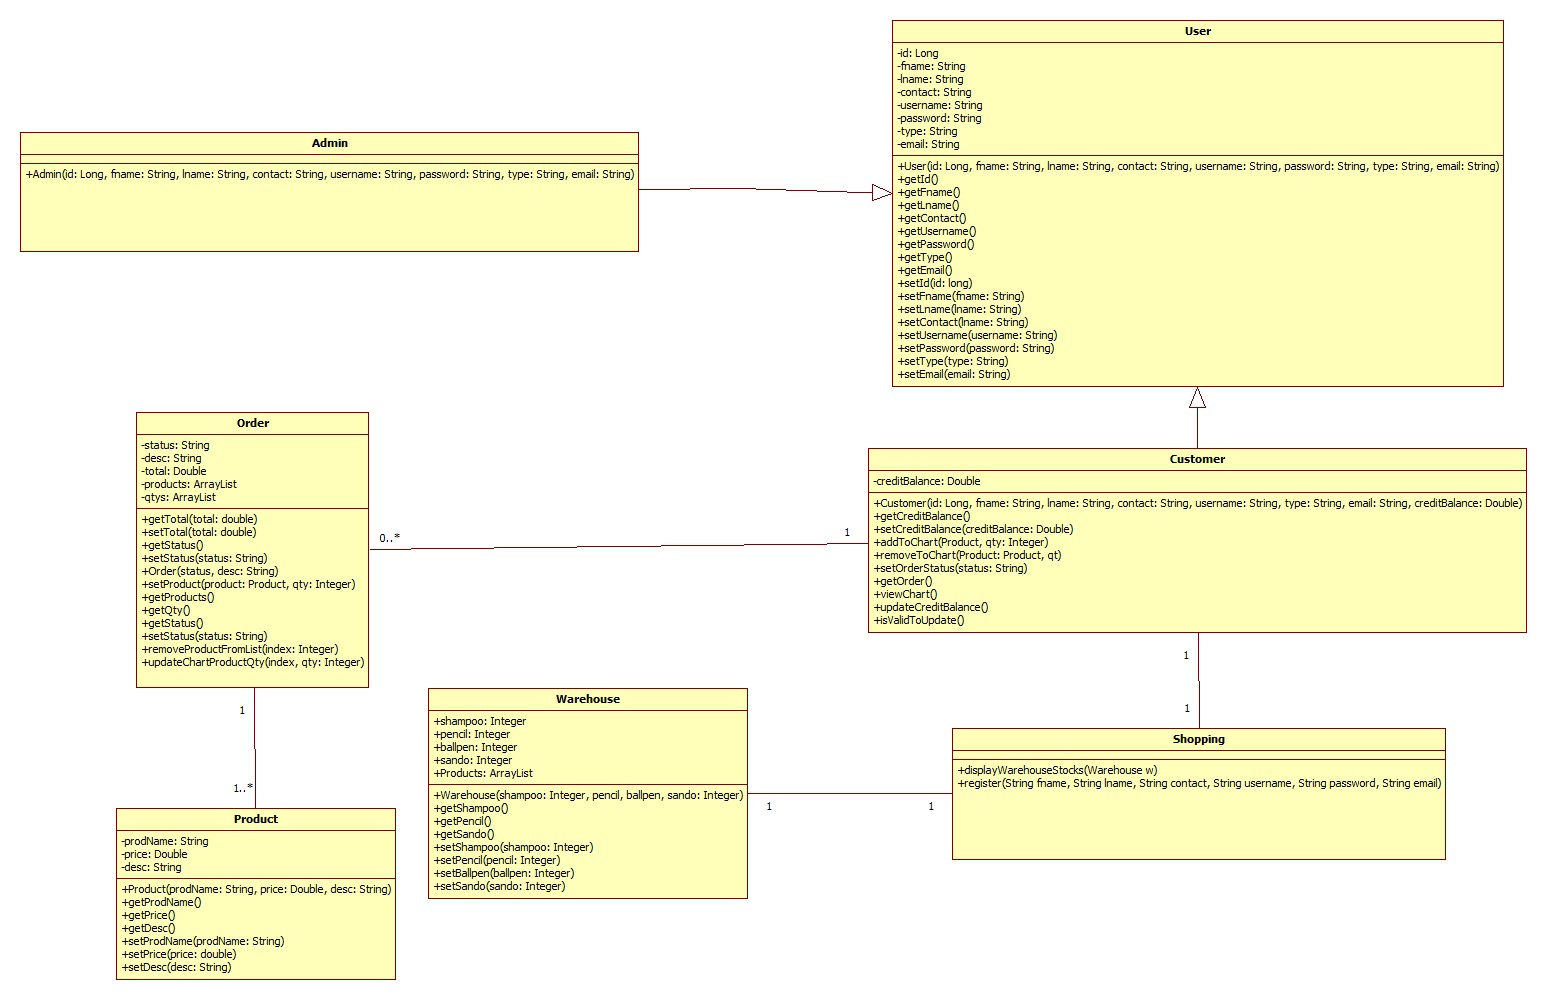 User
-id: Long
-fname: String
-lname: String
-contact: String
-username: String
-password: String
-type: String
-email: String
+User(id: Long, fname: String, lname: String, contact: String, username: String, password: String, type: String, email: String)
+getId()
+getFname()
+getLname()
+getContact()
+getUsername()
+getPassword()
+getType()
+getEmail()
+setId(id: long)
+setFname(fname: String)
+setLname(lname: String)
+setContact(lname: String)
+setUsername(username: String)
+setPassword(password: String)
+setType(type: String)
+setEmail(email: String)
Admin
+Admin(id: Long, fname: String, lname: String, contact: String, username: String, password: String, type: String, email: String)
Order
-status: String
-desc: String
-total: Double
-products: ArrayList
-qtys: ArrayList
+getTotal(total: double)
+setTotal(total: double)
+getStatus()
+setStatus(status: String)
+Order(status, desc: String)
+setProduct(product: Product, qty: Integer)
+getProducts()
+getQty()
+getStatus()
+setStatus(status: String)
+removeProductFromList(index: Integer)
+updateChartProductQty(index, qty: Integer)
0..*
1
Customer
-creditBalance: Double
+Customer(id: Long, fname: String, lname: String, contact: String, username: String, type: String, email: String, creditBalance: Double)
+getCreditBalance()
+setCreditBalance(creditBalance: Double)
+addToChart(Product, qty: Integer)
+removeToChart(Product: Product, qt)
+setOrderStatus(status: String)
+getOrder()
+viewChart()
+updateCreditBalance()
+isValidToUpdate()
1
1
1
1..*
Warehouse
+shampoo: Integer
+pencil: Integer
+ballpen: Integer
+sando: Integer
+Products: ArrayList
+Warehouse(shampoo: Integer, pencil, ballpen, sando: Integer)
+getShampoo()
+getPencil()
+getSando()
+setShampoo(shampoo: Integer)
+setPencil(pencil: Integer)
+setBallpen(ballpen: Integer)
+setSando(sando: Integer)
1
1
Shopping
+displayWarehouseStocks(Warehouse w)
+register(String fname, String lname, String contact, String username, String password, String email)
Product
-prodName: String
-price: Double
-desc: String
+Product(prodName: String, price: Double, desc: String)
+getProdName()
+getPrice()
+getDesc()
+setProdName(prodName: String)
+setPrice(price: double)
+setDesc(desc: String)